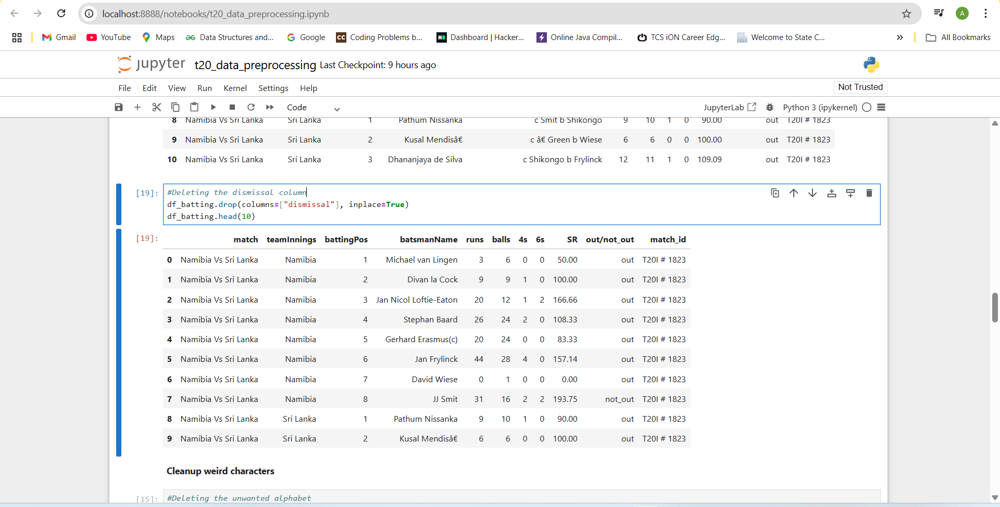 localhost:8888/notebooks/t20_data_preprocessing.ipynb A
Gmail YouTube Maps Data Structures and... Google CC Coding Problems b... H Dashboard | Hacker... Online Java Compil... TCS iON Career Edg... Welcome to State C... » All Bookmarks
jupyter t20_data_preprocessing Last Checkpoint: 9 hours ago
File Edit View Run Kernel Settings Help Not Trusted
Code JupyterLab Python 3 (ipykernel)
8 Namibia Vs Sri Lanka Sri Lanka 1 Pathum Nissanka c Smit b Shikongo 9 10 1 0 90.00 out T20I # 1823
9 Namibia Vs Sri Lanka Sri Lanka 2 Kusal Mendisâ€ c â€ Green b Wiese 6 6 0 0 100.00 out T20I # 1823
10 Namibia Vs Sri Lanka Sri Lanka 3 Dhananjaya de Silva c Shikongo b Frylinck 12 11 1 0 109.09 out T20I # 1823
[19]: #Deleting the dismissal column
df_batting.drop(columns=["dismissal"], inplace=True)
df_batting.head(10)
[19]: match teamInnings battingPos batsmanName runs balls 4s 6s SR out/not_out match_id
0 Namibia Vs Sri Lanka Namibia 1 Michael van Lingen 3 6 0 0 50.00 out T20I # 1823
1 Namibia Vs Sri Lanka Namibia 2 Divan la Cock 9 9 1 0 100.00 out T20I # 1823
2 Namibia Vs Sri Lanka Namibia 3 Jan Nicol Loftie-Eaton 20 12 1 2 166.66 out T20I # 1823
3 Namibia Vs Sri Lanka Namibia 4 Stephan Baard 26 24 2 0 108.33 out T20I # 1823
4 Namibia Vs Sri Lanka Namibia 5 Gerhard Erasmus(c) 20 24 0 0 83.33 out T20I # 1823
5 Namibia Vs Sri Lanka Namibia 6 Jan Frylinck 44 28 4 0 157.14 out T20I # 1823
6 Namibia Vs Sri Lanka Namibia 7 David Wiese 0 1 0 0 0.00 out T20I # 1823
7 Namibia Vs Sri Lanka Namibia 8 JJ Smit 31 16 2 2 193.75 not_out T20I # 1823
8 Namibia Vs Sri Lanka Sri Lanka 1 Pathum Nissanka 9 10 1 0 90.00 out T20I # 1823
9 Namibia Vs Sri Lanka Sri Lanka 2 Kusal Mendisâ€ 6 6 0 0 100.00 out T20I # 1823
Cleanup weird characters
[15]: #Deleting the unwanted alphabet